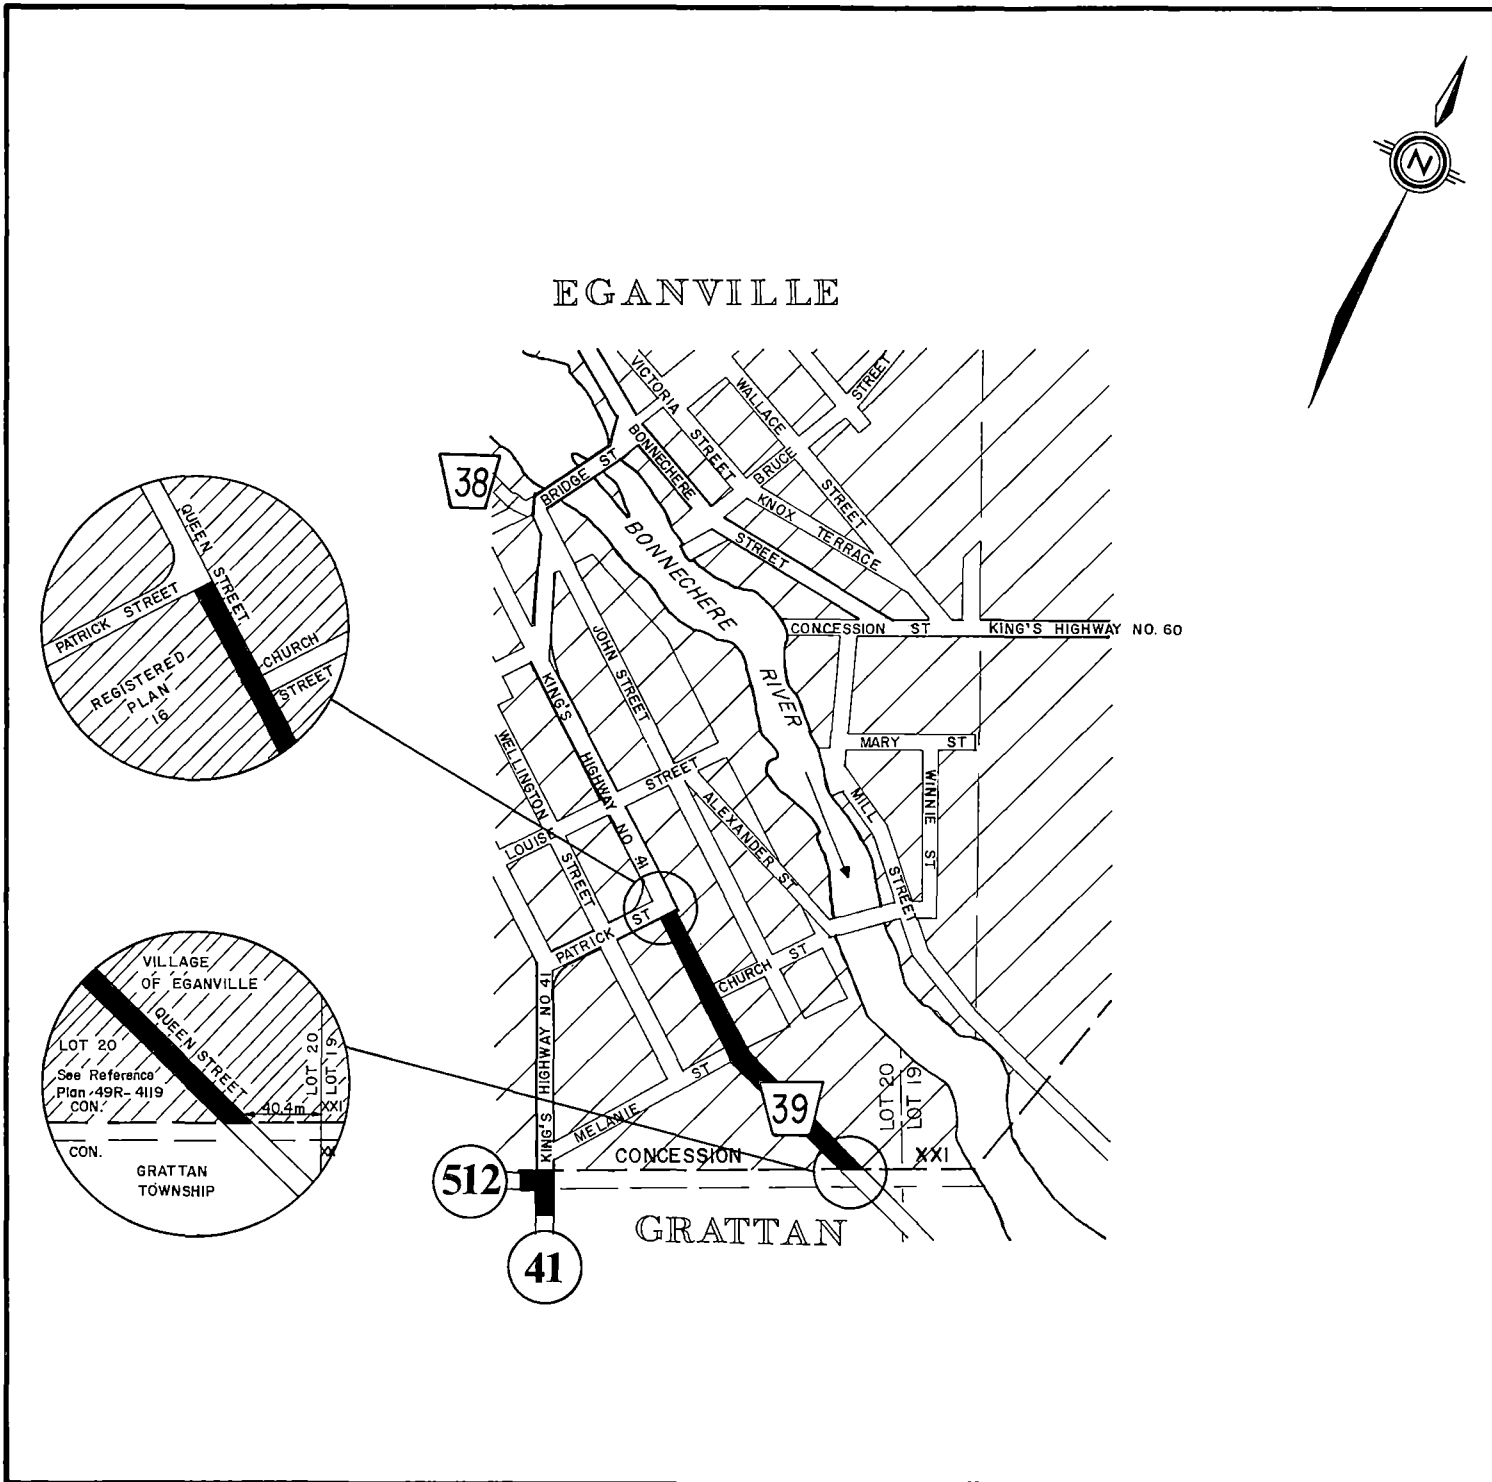 N
EGANVILLE
STREET
VICTORIA
STREET
WALLACE
STREET
BONNECHERE
STREET
BRUCE
KNOX TERRACE
BRIDGE ST
38
BONNECHERE
RIVER
CONCESSION ST
KING'S HIGHWAY NO. 60
JOHN STREET
KING'S HIGHWAY NO 41
WELLINGTON
STREET
LOUISE
STREET
ALEXANDER ST
MARY ST
WINNIE ST
MILL
STREET
PATRICK ST
CHURCH ST
KING'S HIGHWAY NO 41
MELANIE ST
39
LOT 20
LOT 19
CONCESSION XXI
512
41
GRATTAN
QUEEN
STREET
PATRICK STREET
CHURCH
STREET
REGISTERED
PLAN
16
VILLAGE
OF EGANVILLE
QUEEN STREET
LOT 20
See Reference
Plan 49R-4119
CON.
40.4m
LOT 20
LOT 19
XXI
CON.
XX
GRATTAN
TOWNSHIP